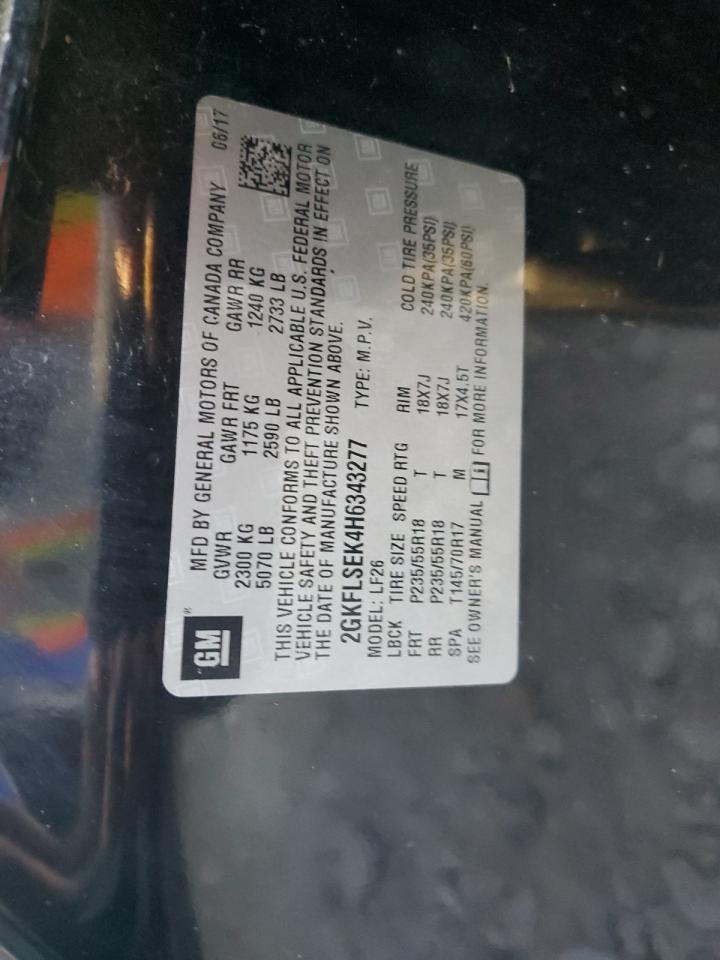 GM ®
MFD BY GENERAL MOTORS OF CANADA COMPANY 06/17
GVWR GAWR FRT GAWR RR
2300 KG 1175 KG 1240 KG
5070 LB 2590 LB 2733 LB
THIS VEHICLE CONFORMS TO ALL APPLICABLE U.S. FEDERAL MOTOR
VEHICLE SAFETY AND THEFT PREVENTION STANDARDS IN EFFECT ON
THE DATE OF MANUFACTURE SHOWN ABOVE.
2GKFLSEK4H6343277 TYPE: M.P.V.
MODEL: LF26
LBCK TIRE SIZE SPEED RTG RIM COLD TIRE PRESSURE
FRT P235/55R18 T 18X7J 240KPA(35PSI)
RR P235/55R18 T 18X7J 240KPA(35PSI)
SPA T145/70R17 M 17X4.5T 420KPA(60PSI)
SEE OWNER'S MANUAL FOR MORE INFORMATION.